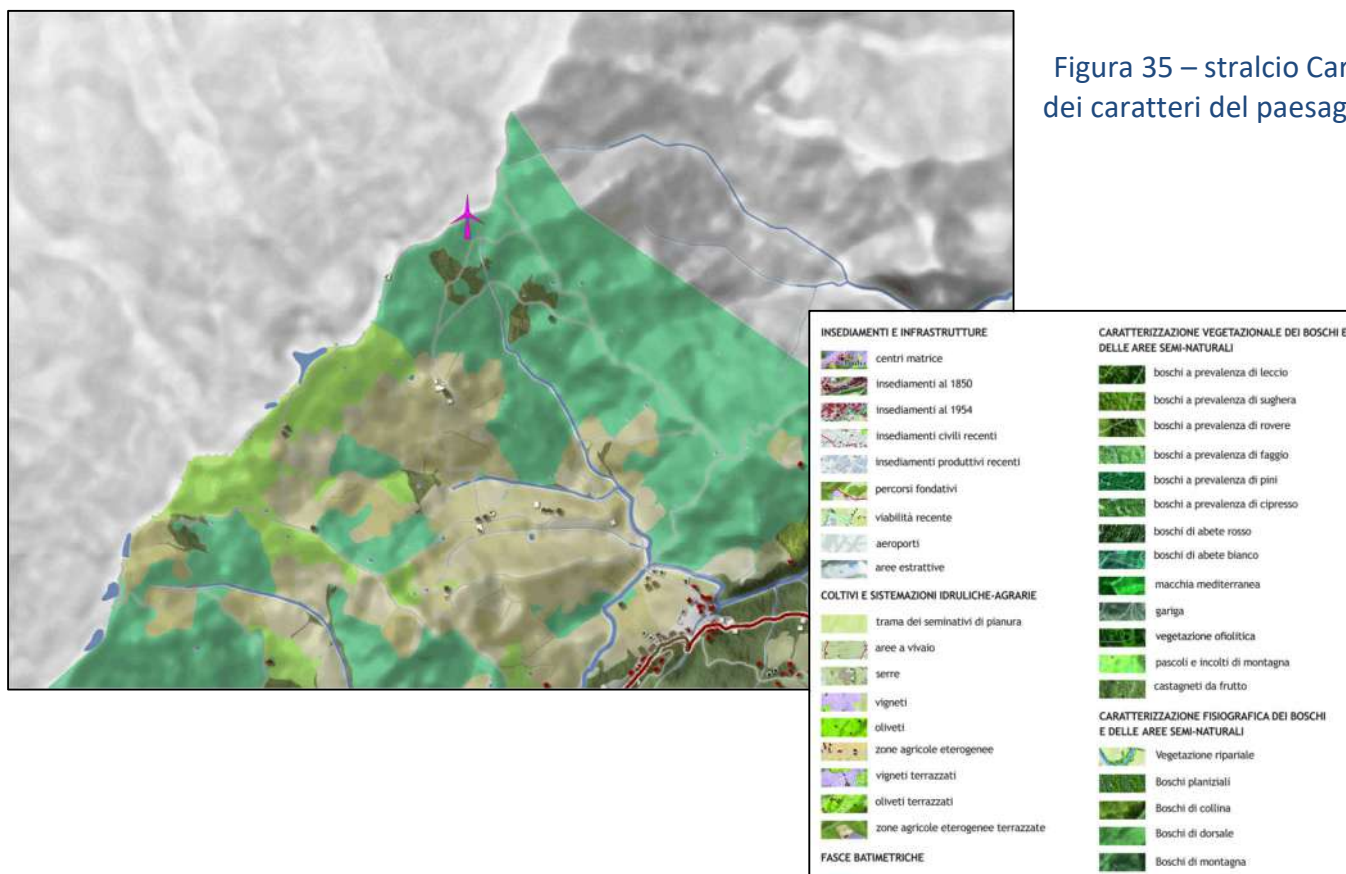 Figura 35 – stralcio Car
dei caratteri del paesag
INSEDIAMENTI E INFRASTRUTTURE
centri matrice
insediamenti al 1850
insediamenti al 1954
insediamenti civili recenti
insediamenti produttivi recenti
percorsi fondativi
viabilità recente
aeroporti
aree estrattive
COLTIVI E SISTEMAZIONI IDRULICHE-AGRARIE
trama dei seminativi di pianura
aree a vivaio
serre
vigneti
oliveti
zone agricole eterogenee
vigneti terrazzati
oliveti terrazzati
zone agricole eterogenee terrazzate
FASCE BATIMETRICHE
CARATTERIZZAZIONE VEGETAZIONALE DEI BOSCHI E
DELLE AREE SEMI-NATURALI
boschi a prevalenza di leccio
boschi a prevalenza di sughera
boschi a prevalenza di rovere
boschi a prevalenza di faggio
boschi a prevalenza di pini
boschi a prevalenza di cipresso
boschi di abete rosso
boschi di abete bianco
macchia mediterranea
gariga
vegetazione ofiolitica
pascoli e incolti di montagna
castagneti da frutto
CARATTERIZZAZIONE FISIOGRAFICA DEI BOSCHI
E DELLE AREE SEMI-NATURALI
Vegetazione ripariale
Boschi planiziali
Boschi di collina
Boschi di dorsale
Boschi di montagna